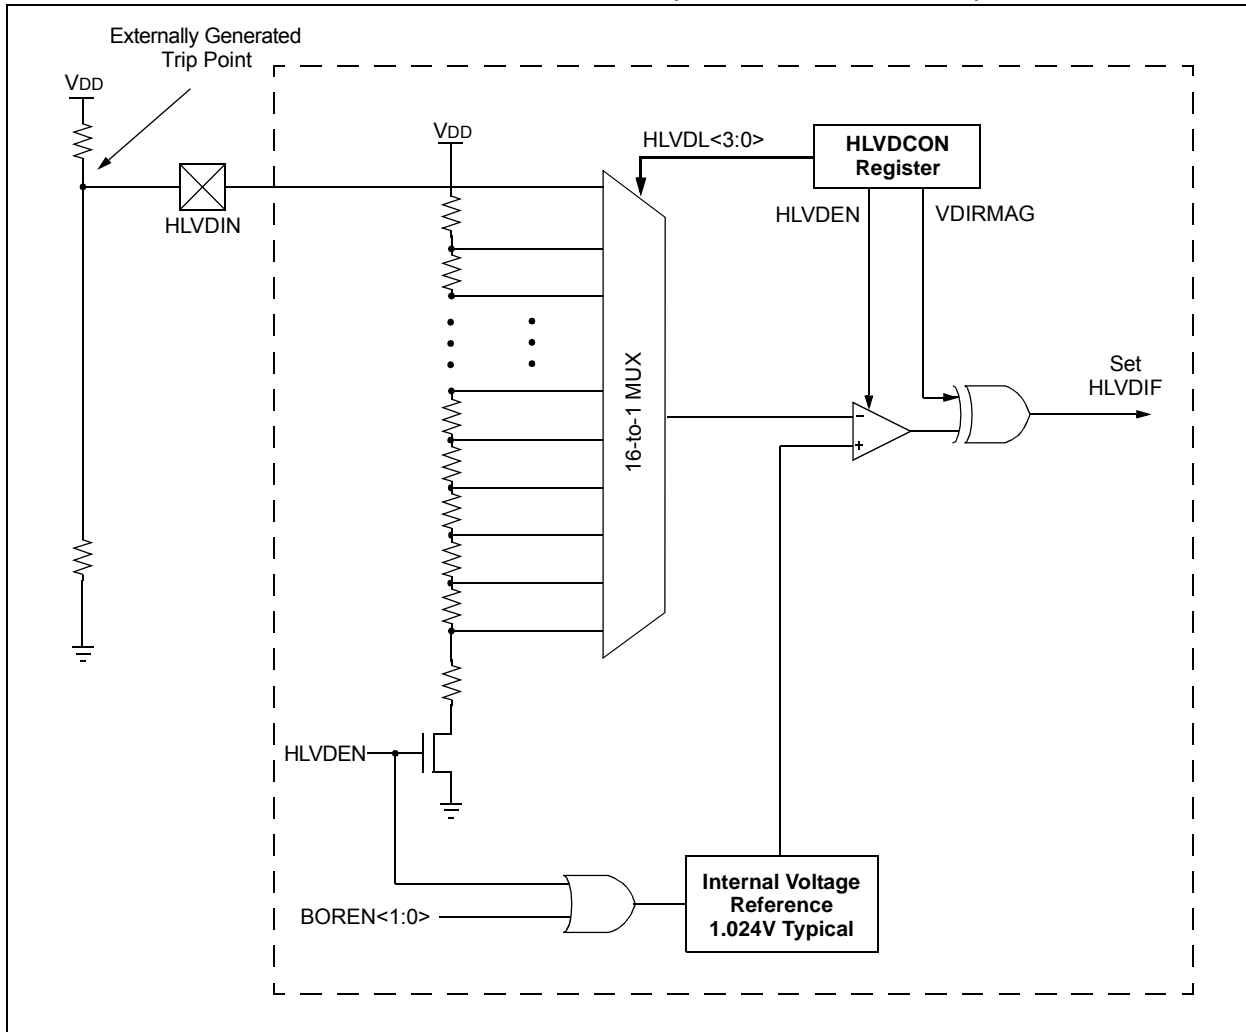 Externally Generated
Trip Point
VDD
VDD
HLVDL<3:0>
HLVDCON
Register
HLVDIN
HLVDEN
VDIRMAG
16-to-1 MUX
Set
HLVDIF
–
+
HLVDEN
BOREN<1:0>
Internal Voltage
Reference
1.024V Typical